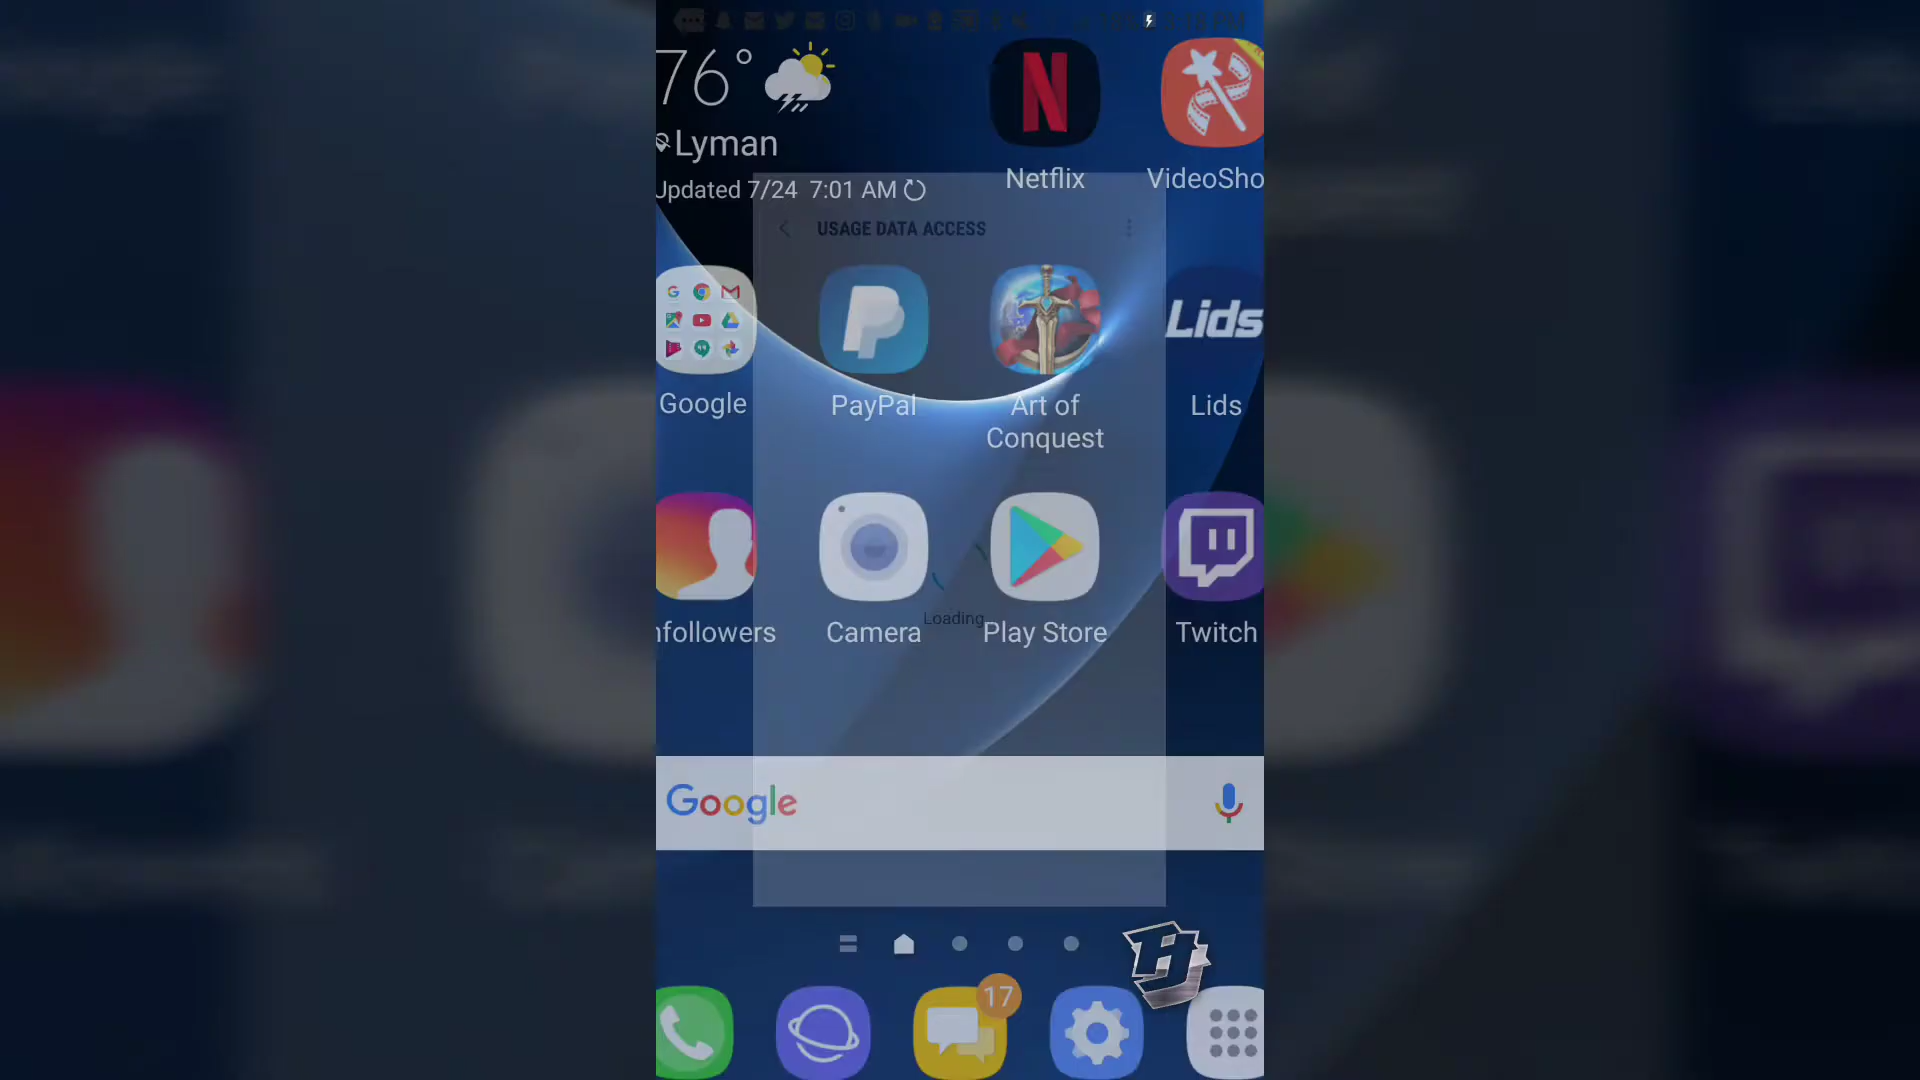 76°
Lyman
Updated 7/24 7:01 AM
Netflix
VideoSho
USAGE DATA ACCESS
Google
PayPal
Art of
Conquest
Lids
Lids
nfollowers
Camera
Loading
Play Store
Twitch
Google
17